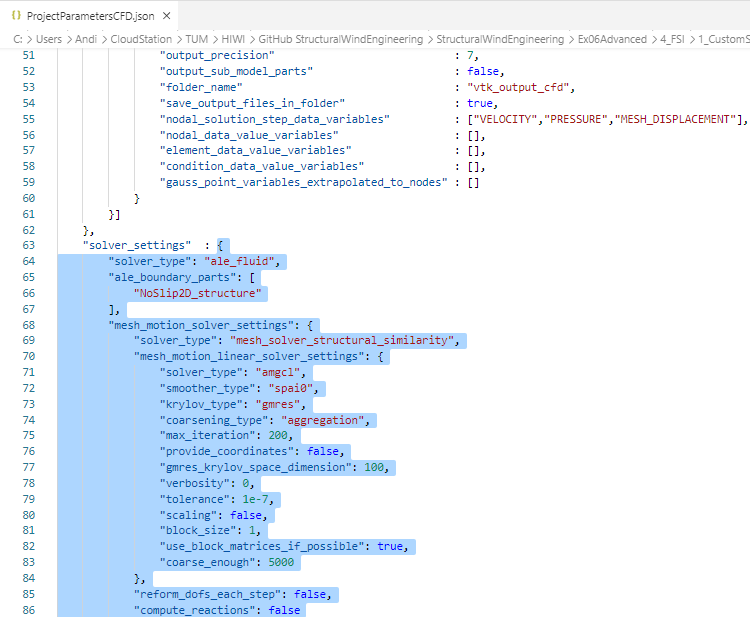 {} ProjectParametersCFD.json ×
C: > Users > Andi > CloudStation > TUM > HIWI > GitHub StructuralWindEngineering > StructuralWindEngineering > Ex06Advanced > 4_FSI > 1_CustomS
51 "output_precision" : 7,
52 "output_sub_model_parts" : false,
53 "folder_name" : "vtk_output_cfd",
54 "save_output_files_in_folder" : true,
55 "nodal_solution_step_data_variables" : ["VELOCITY","PRESSURE","MESH_DISPLACEMENT"],
56 "nodal_data_value_variables" : [],
57 "element_data_value_variables" : [],
58 "condition_data_value_variables" : [],
59 "gauss_point_variables_extrapolated_to_nodes" : []
60 }
61 }]
62 },
63 "solver_settings" : {
64 "solver_type": "ale_fluid",
65 "ale_boundary_parts": [
66 "NoSlip2D_structure"
67 ],
68 "mesh_motion_solver_settings": {
69 "solver_type": "mesh_solver_structural_similarity",
70 "mesh_motion_linear_solver_settings": {
71 "solver_type": "amgcl",
72 "smoother_type": "spai0",
73 "krylov_type": "gmres",
74 "coarsening_type": "aggregation",
75 "max_iteration": 200,
76 "provide_coordinates": false,
77 "gmres_krylov_space_dimension": 100,
78 "verbosity": 0,
79 "tolerance": 1e-7,
80 "scaling": false,
81 "block_size": 1,
82 "use_block_matrices_if_possible": true,
83 "coarse_enough": 5000
84 },
85 "reform_dofs_each_step": false,
86 "compute_reactions": false